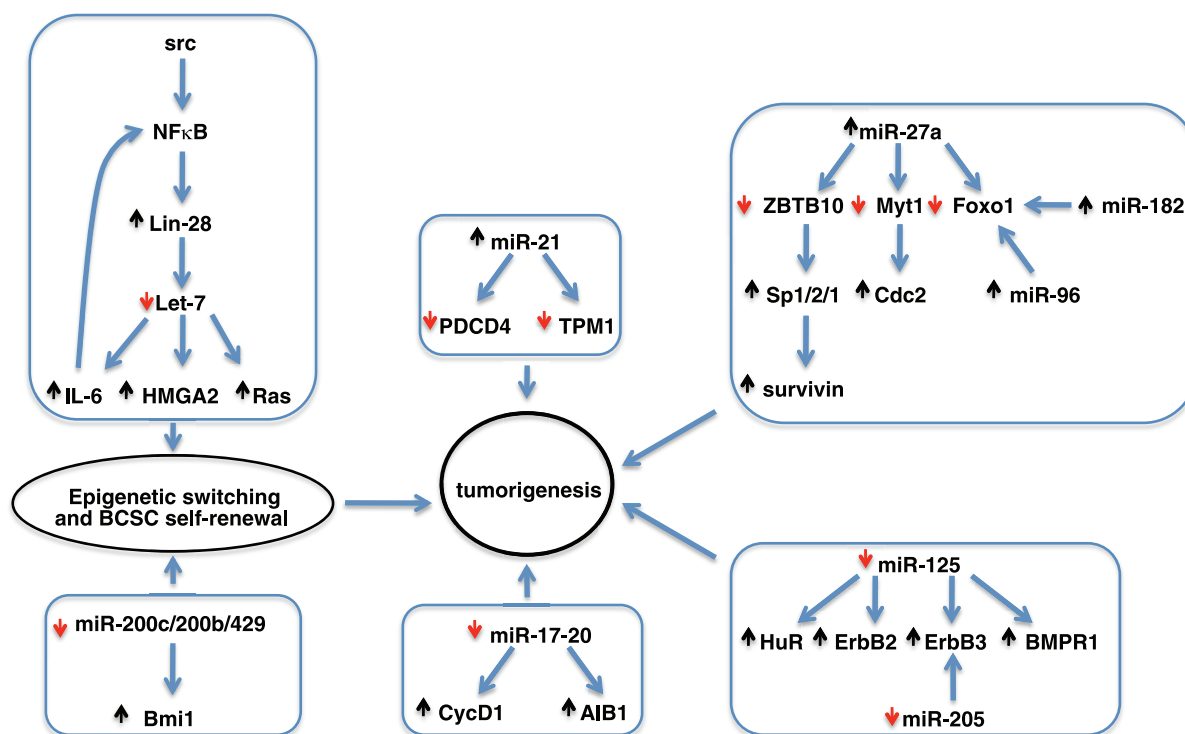 src
NFκB
Lin-28
Let-7
IL-6 HMGA2 Ras
Epigenetic switching
and BCSC self-renewal
miR-200c/200b/429
Bmi1
miR-21
PDCD4 TPM1
tumorigenesis
miR-17-20
CycD1 AIB1
miR-27a
ZBTB10 Myt1 Foxo1 miR-182
Sp1/2/1 Cdc2 miR-96
survivin
miR-125
HuR ErbB2 ErbB3 BMPR1
miR-205